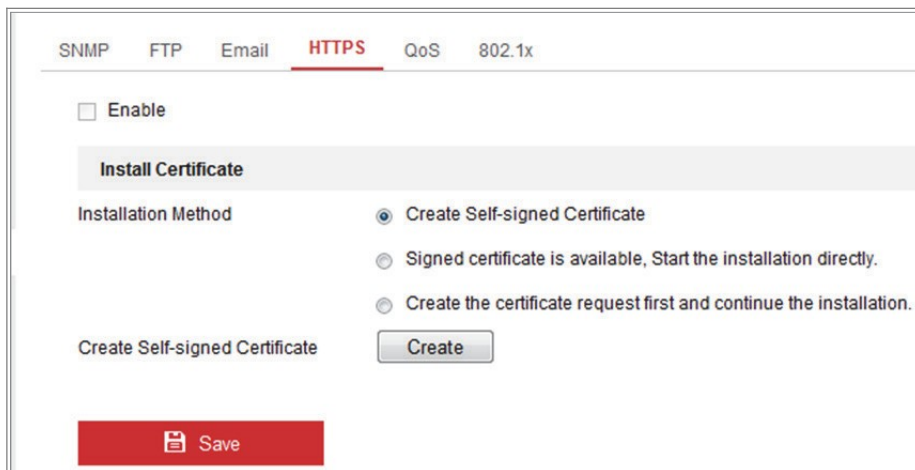 SNMP FTP Email HTTPS QoS 802.1x
Enable
Install Certificate
Installation Method Create Self-signed Certificate
Signed certificate is available, Start the installation directly.
Create the certificate request first and continue the installation.
Create Self-signed Certificate Create
Save